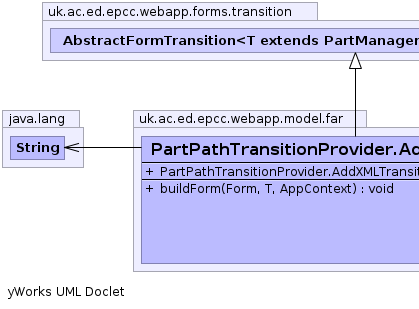 uk.ac.ed.epcc.webapp.forms.transition
AbstractFormTransition<T extends PartManager
java.lang
String
uk.ac.ed.epcc.webapp.model.far
PartPathTransitionProvider.Ad
+ PartPathTransitionProvider.AddXMLTransit
+ buildForm(Form, T, AppContext) : void
yWorks UML Doclet